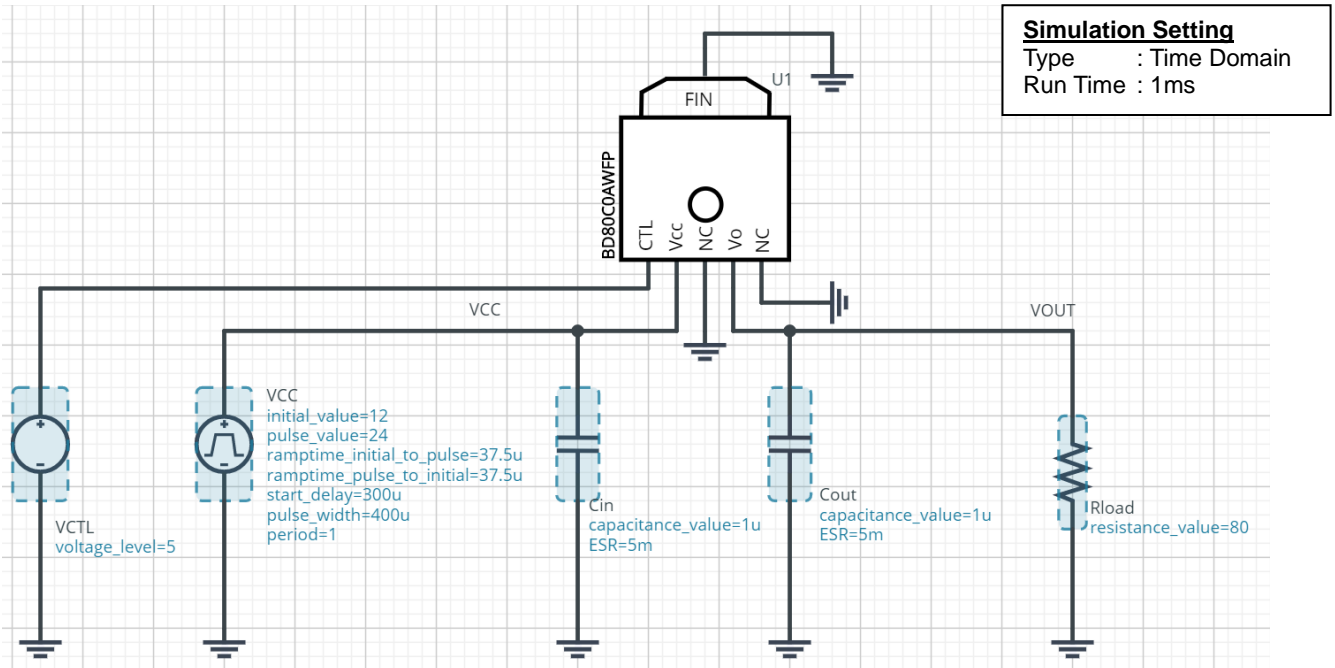 Simulation Setting
Type : Time Domain
Run Time : 1ms
U1
FIN
BD80C0AWFP
CTL
Vcc
NC
Vo
NC
VCC
VOUT
+
-
VCTL
voltage_level=5
+
-
VCC
initial_value=12
pulse_value=24
ramptime_initial_to_pulse=37.5u
ramptime_pulse_to_initial=37.5u
start_delay=300u
pulse_width=400u
period=1
Cin
capacitance_value=1u
ESR=5m
Cout
capacitance_value=1u
ESR=5m
Rload
resistance_value=80